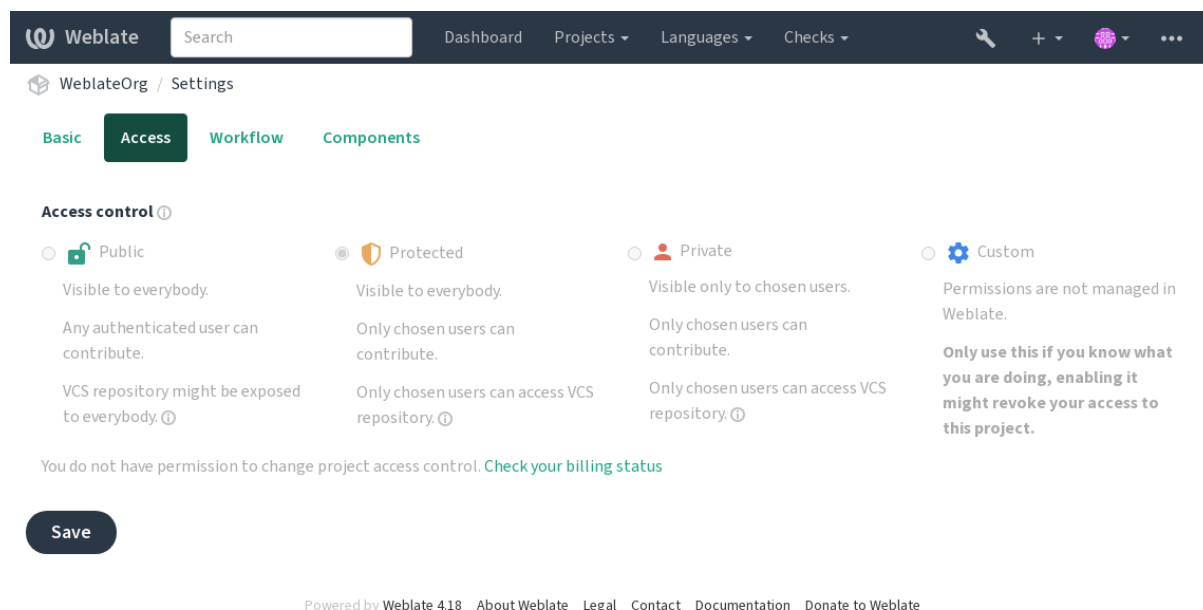 Weblate Search Dashboard Projects Languages Checks
WeblateOrg / Settings
Basic Access Workflow Components
Access control
Public
Visible to everybody.
Any authenticated user can
contribute.
VCS repository might be exposed
to everybody.
Protected
Visible to everybody.
Only chosen users can
contribute.
Only chosen users can access VCS
repository.
Private
Visible only to chosen users.
Only chosen users can
contribute.
Only chosen users can access VCS
repository.
Custom
Permissions are not managed in
Weblate.
Only use this if you know what
you are doing, enabling it
might revoke your access to
this project.
You do not have permission to change project access control. Check your billing status
Save
Powered by Weblate 4.18 About Weblate Legal Contact Documentation Donate to Weblate